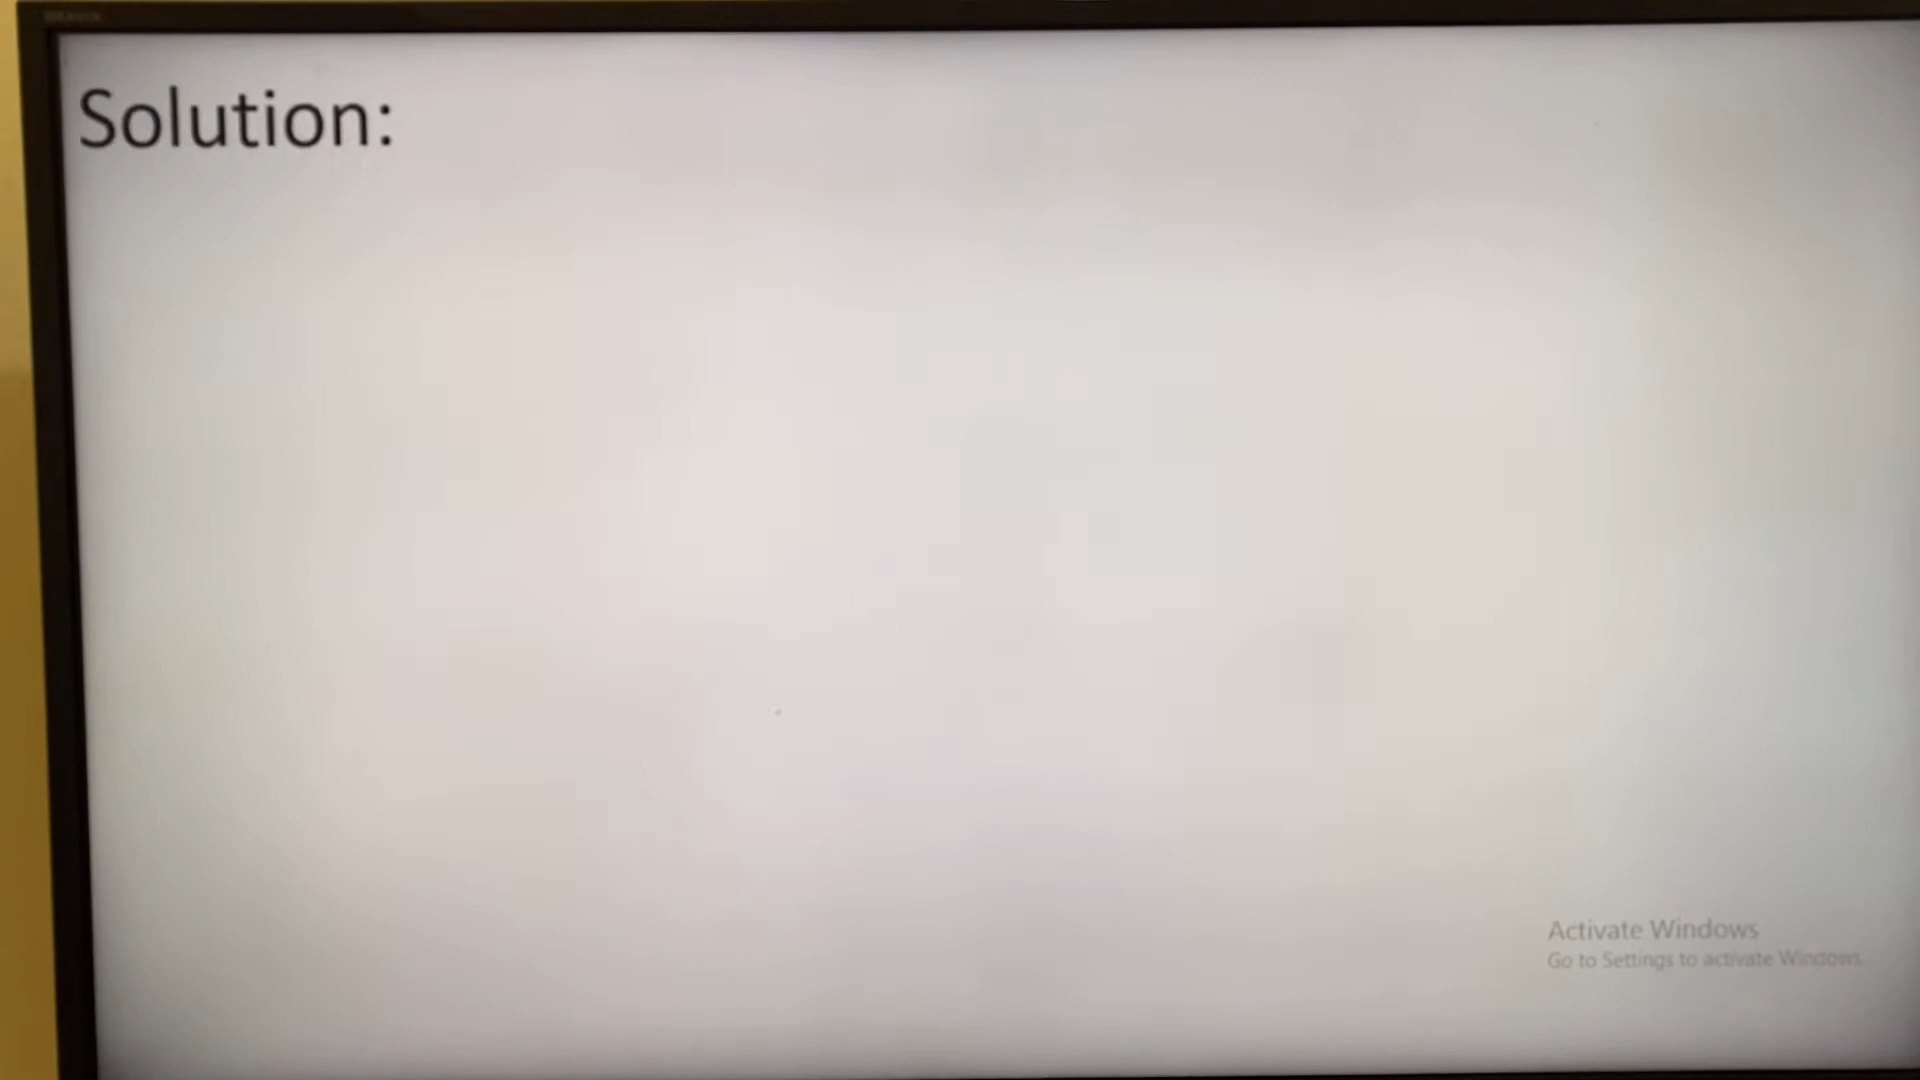 Solution:
Activate Windows
Go to Settings to activate Windows.